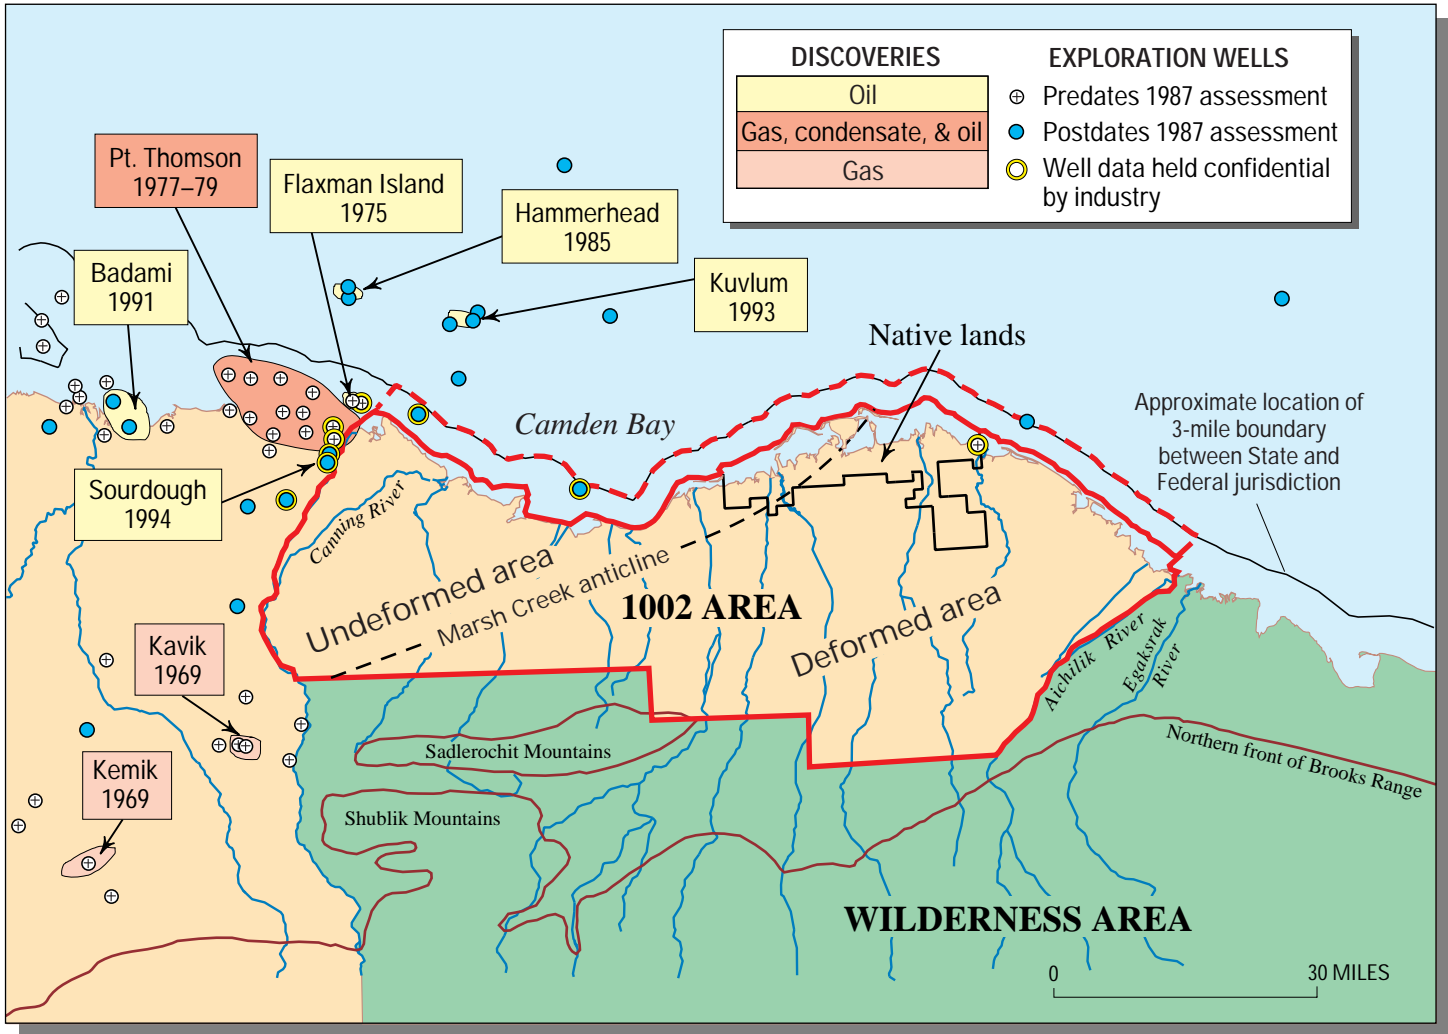 DISCOVERIES
Oil
Gas, condensate, & oil
Gas
EXPLORATION WELLS
Predates 1987 assessment
Postdates 1987 assessment
Well data held confidential
by industry
Pt. Thomson
1977–79
Flaxman Island
1975
Hammerhead
1985
Badami
1991
Kuvlum
1993
Native lands
Camden Bay
Approximate location of
3-mile boundary
between State and
Federal jurisdiction
Sourdough
1994
Canning River
Undeformed area
Marsh Creek anticline
1002 AREA
Deformed area
Aichilik River
Egaksrak
River
Kavik
1969
Kemik
1969
Sadlerochit Mountains
Shublik Mountains
Northern front of Brooks Range
WILDERNESS AREA
0
30 MILES